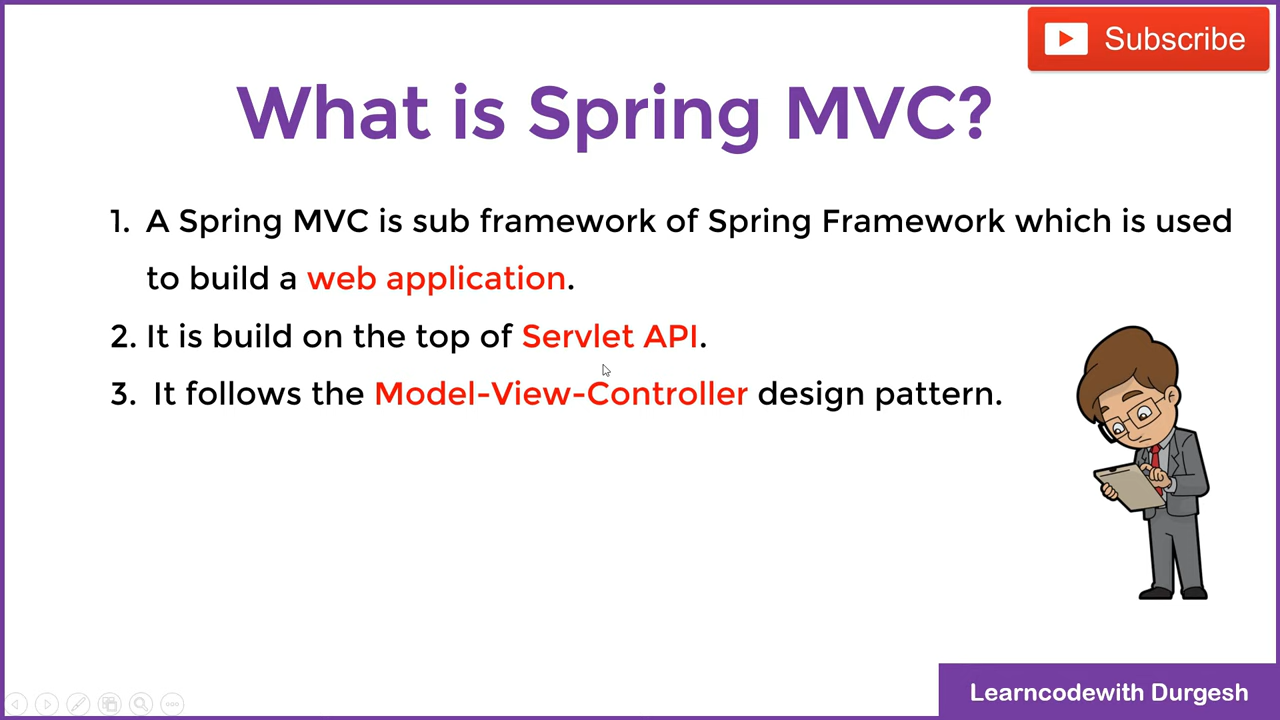 Subscribe
What is Spring MVC?
1. A Spring MVC is sub framework of Spring Framework which is used
to build a web application.
2. It is build on the top of Servlet API.
3. It follows the Model-View-Controller design pattern.
Learncodewith Durgesh